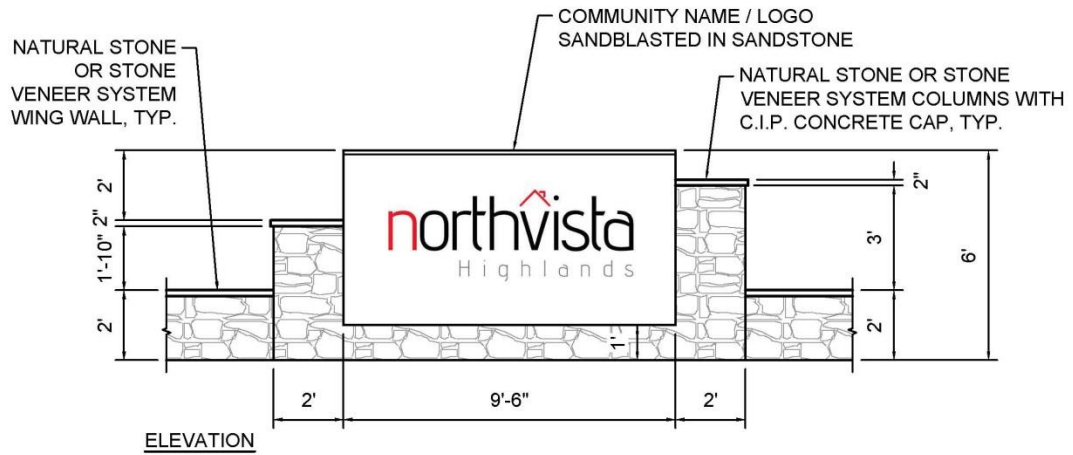 COMMUNITY NAME / LOGO
SANDBLASTED IN SANDSTONE
NATURAL STONE
OR STONE
VENEER SYSTEM
WING WALL, TYP.
NATURAL STONE OR STONE
VENEER SYSTEM COLUMNS WITH
C.I.P. CONCRETE CAP, TYP.
2'
2"
1'-10"
2'
northvista
Highlands
2"
3'
2'
6'
1'
2'
9'-6"
2'
ELEVATION